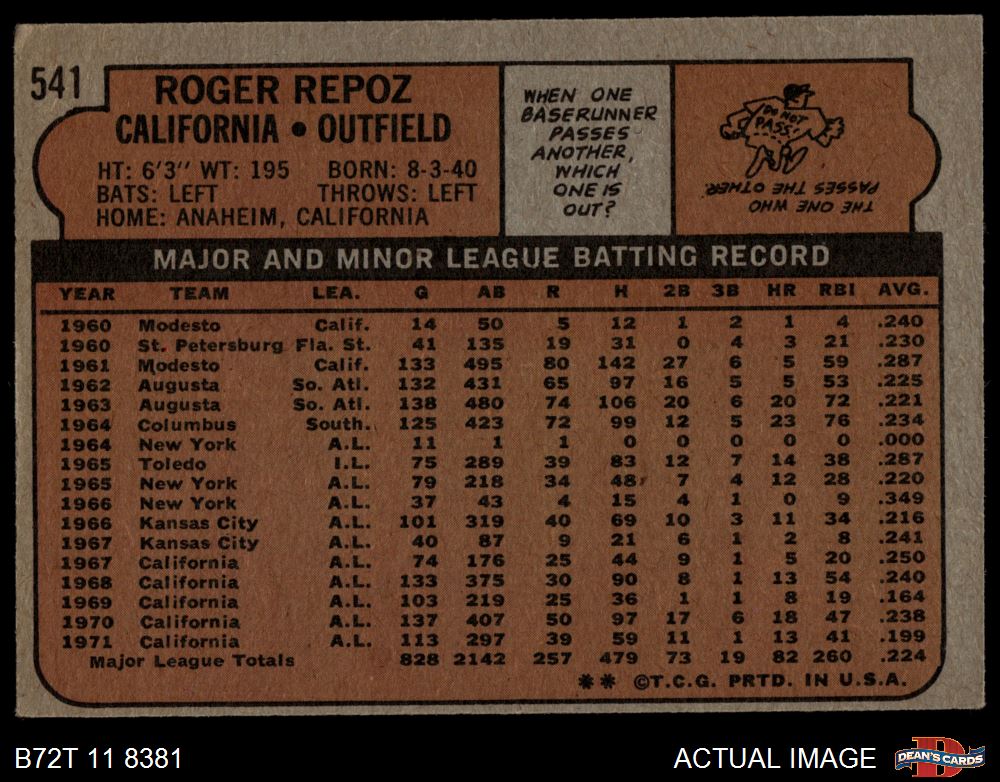 541
ROGER REPOZ
CALIFORNIA • OUTFIELD
HT: 6'3" WT: 195 BORN: 8-3-40
BATS: LEFT THROWS: LEFT
HOME: ANAHEIM, CALIFORNIA
WHEN ONE
BASERUNNER
PASSES
ANOTHER,
WHICH
ONE IS
OUT?
DO NOT
PASS!
THE ONE WHO
PASSES THE OTHER
MAJOR AND MINOR LEAGUE BATTING RECORD
YEAR TEAM LEA. G AB R H 2B 3B HR RBI AVG.
1960 Modesto Calif. 14 50 5 12 1 2 1 4 .240
1960 St. Petersburg Fla. St. 41 135 19 31 0 4 3 21 .230
1961 Modesto Calif. 133 495 80 142 27 6 5 59 .287
1962 Augusta So. Atl. 132 431 65 97 16 5 5 53 .225
1963 Augusta So. Atl. 138 480 74 106 20 6 20 72 .221
1964 Columbus South. 125 423 72 99 12 5 23 76 .234
1964 New York A.L. 11 1 1 0 0 0 0 0 .000
1965 Toledo I.L. 75 289 39 83 12 7 14 38 .287
1965 New York A.L. 79 218 34 48 7 4 12 28 .220
1966 New York A.L. 37 43 4 15 4 1 0 9 .349
1966 Kansas City A.L. 101 319 40 69 10 3 11 34 .216
1967 Kansas City A.L. 40 87 9 21 6 1 2 8 .241
1967 California A.L. 74 176 25 44 9 1 5 20 .250
1968 California A.L. 133 375 30 90 8 1 13 54 .240
1969 California A.L. 103 219 25 36 1 1 8 19 .164
1970 California A.L. 137 407 50 97 17 6 18 47 .238
1971 California A.L. 113 297 39 59 11 1 13 41 .199
Major League Totals 828 2142 257 479 73 19 82 260 .224
** ©T.C.G. PRTD. IN U.S.A.
B72T 11 8381
ACTUAL IMAGE
D
DEAN'S CARDS